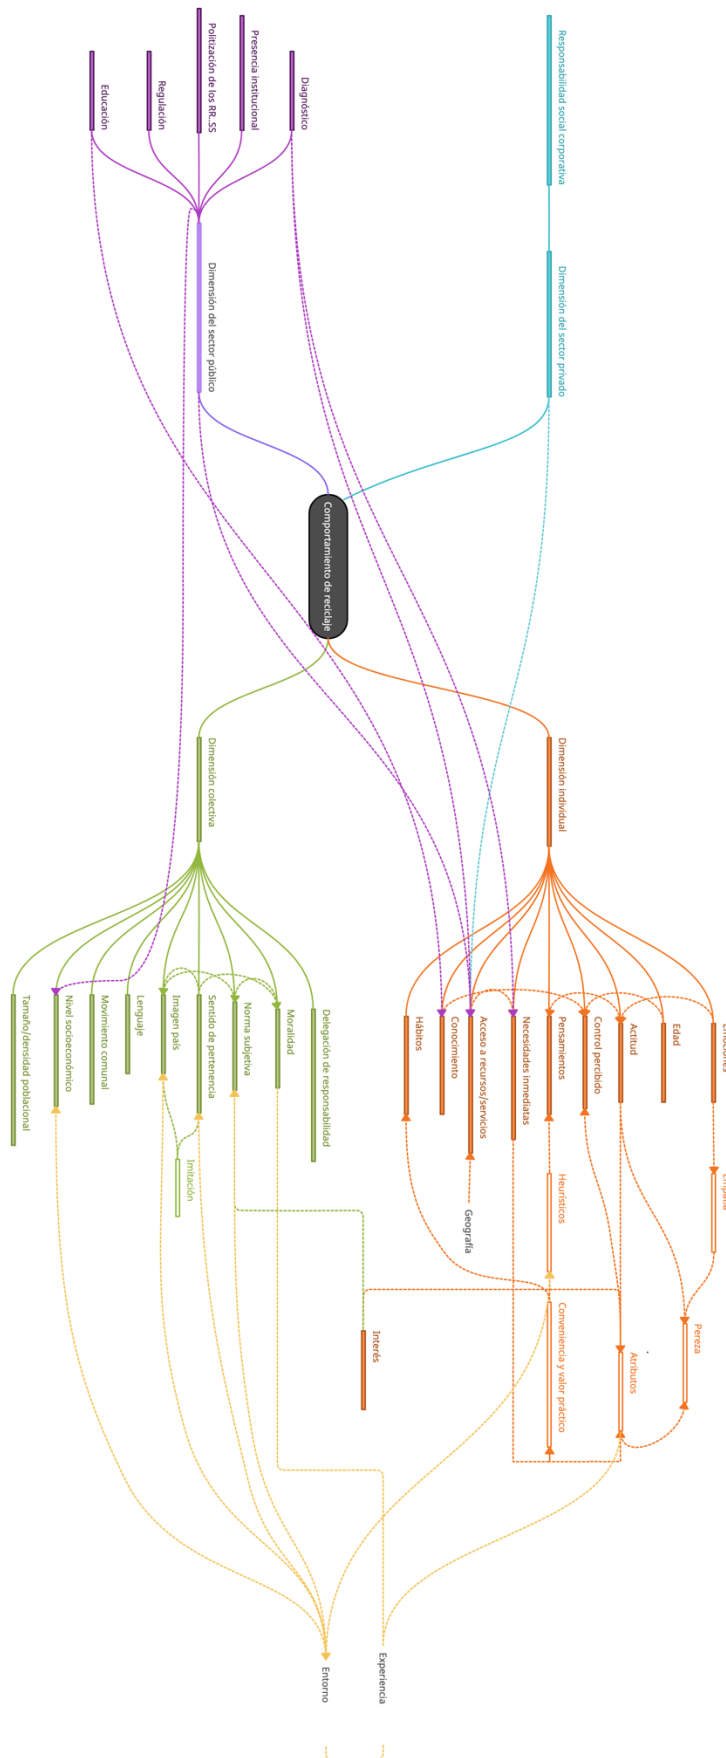 Responsabilidad social corporativa
Dimensión del sector privado
Diagnóstico
Presencia institucional
Politización de los RR..SS
Regulación
Educación
Dimensión del sector público
Comportamiento de reciclaje
Dimensión individual
Emociones
Edad
Actitud
Control percibido
Pensamientos
Necesidades inmediatas
Acceso a recursos/servicios
Conocimiento
Hábitos
Empatía
Heurísticos
Geografía
Pereza
Atributos
Conveniencia y valor práctico
Interés
Dimensión colectiva
Delegación de responsabilidad
Moralidad
Norma subjetiva
Sentido de pertenencia
Imagen país
Lenguaje
Movimiento comunal
Nivel socioeconómico
Tamaño/densidad poblacional
Imitación
Experiencia
Entorno